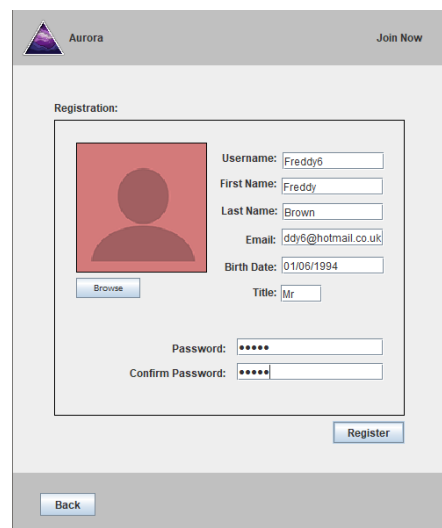 Aurora Join Now
Registration:
Username: Freddy6
First Name: Freddy
Last Name: Brown
Email: ddy6@hotmail.co.uk
Birth Date: 01/06/1994
Browse
Title: Mr
Password: •••••
Confirm Password: •••••
Register
Back